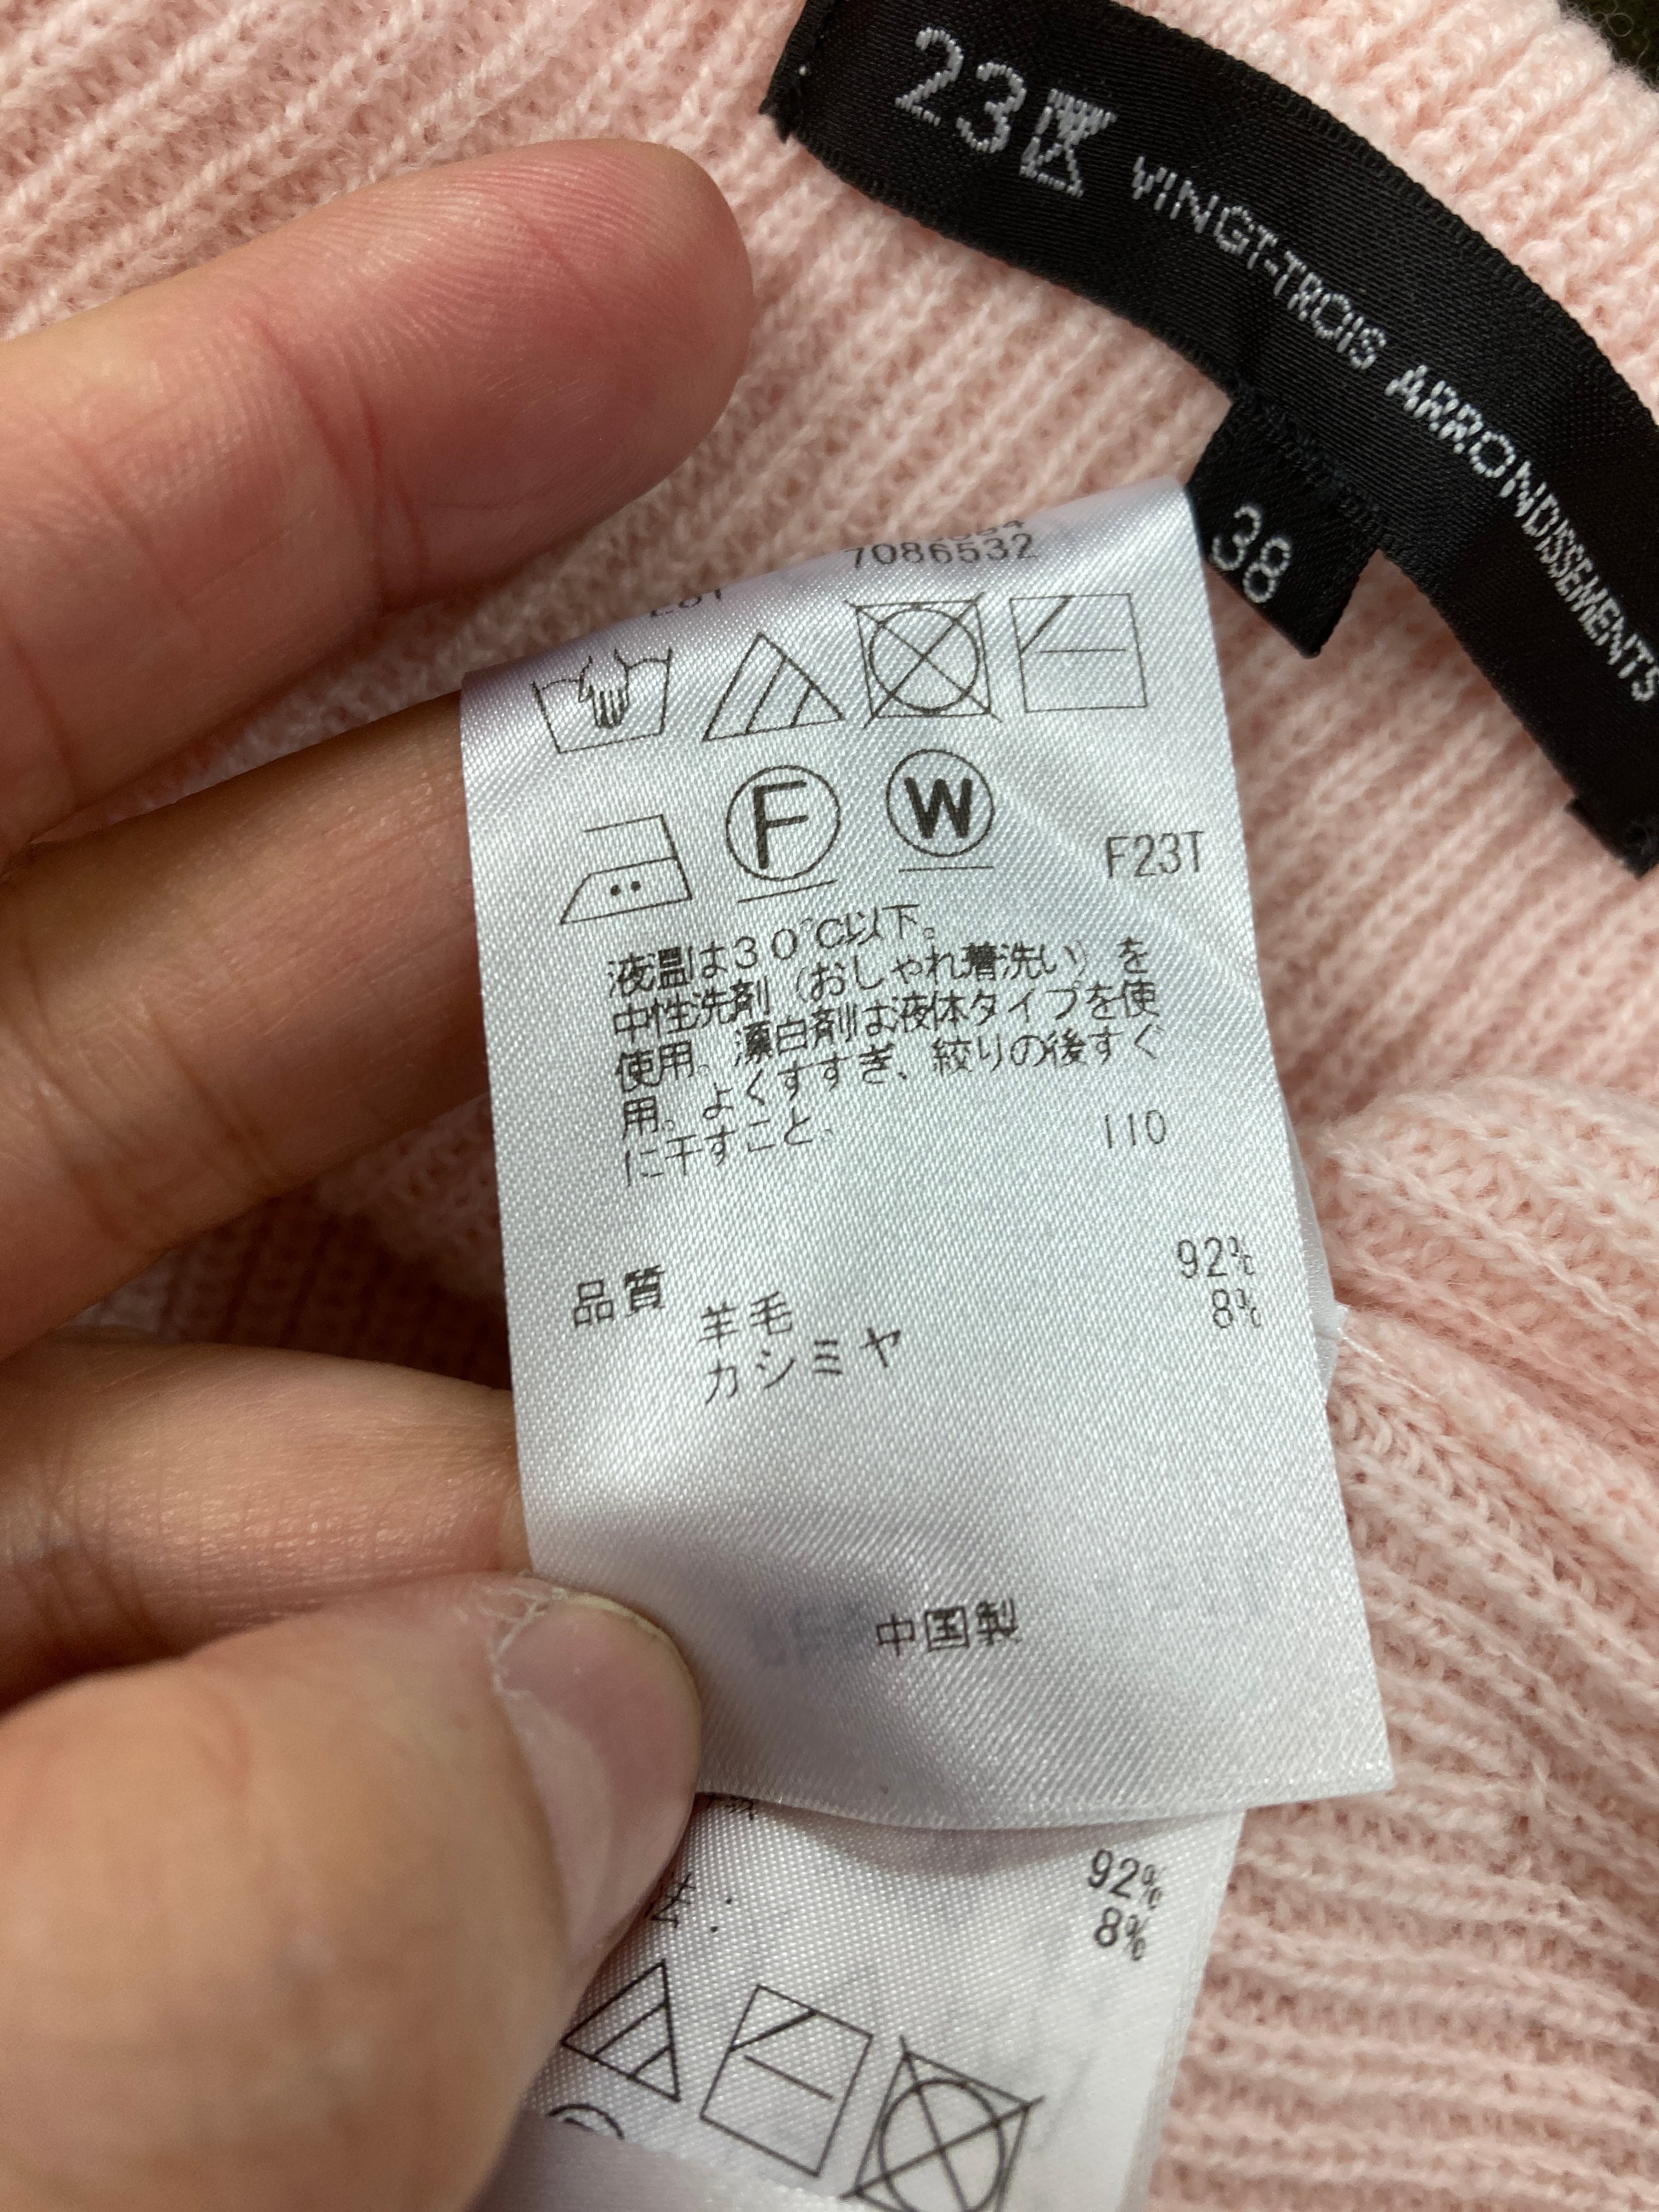 23区 VINGT-TROIS ARRONDISSEMENTS
38
7086532
F
W
F23T
液温は30℃以下。
中性洗剤(おしゃれ着洗い)を
使用。漂白剤は液体タイプを使
用。よくすすぎ、絞りの後すぐ
に干すこと。
110
品質
羊毛 92%
カシミヤ 8%
中国製
92%
8%